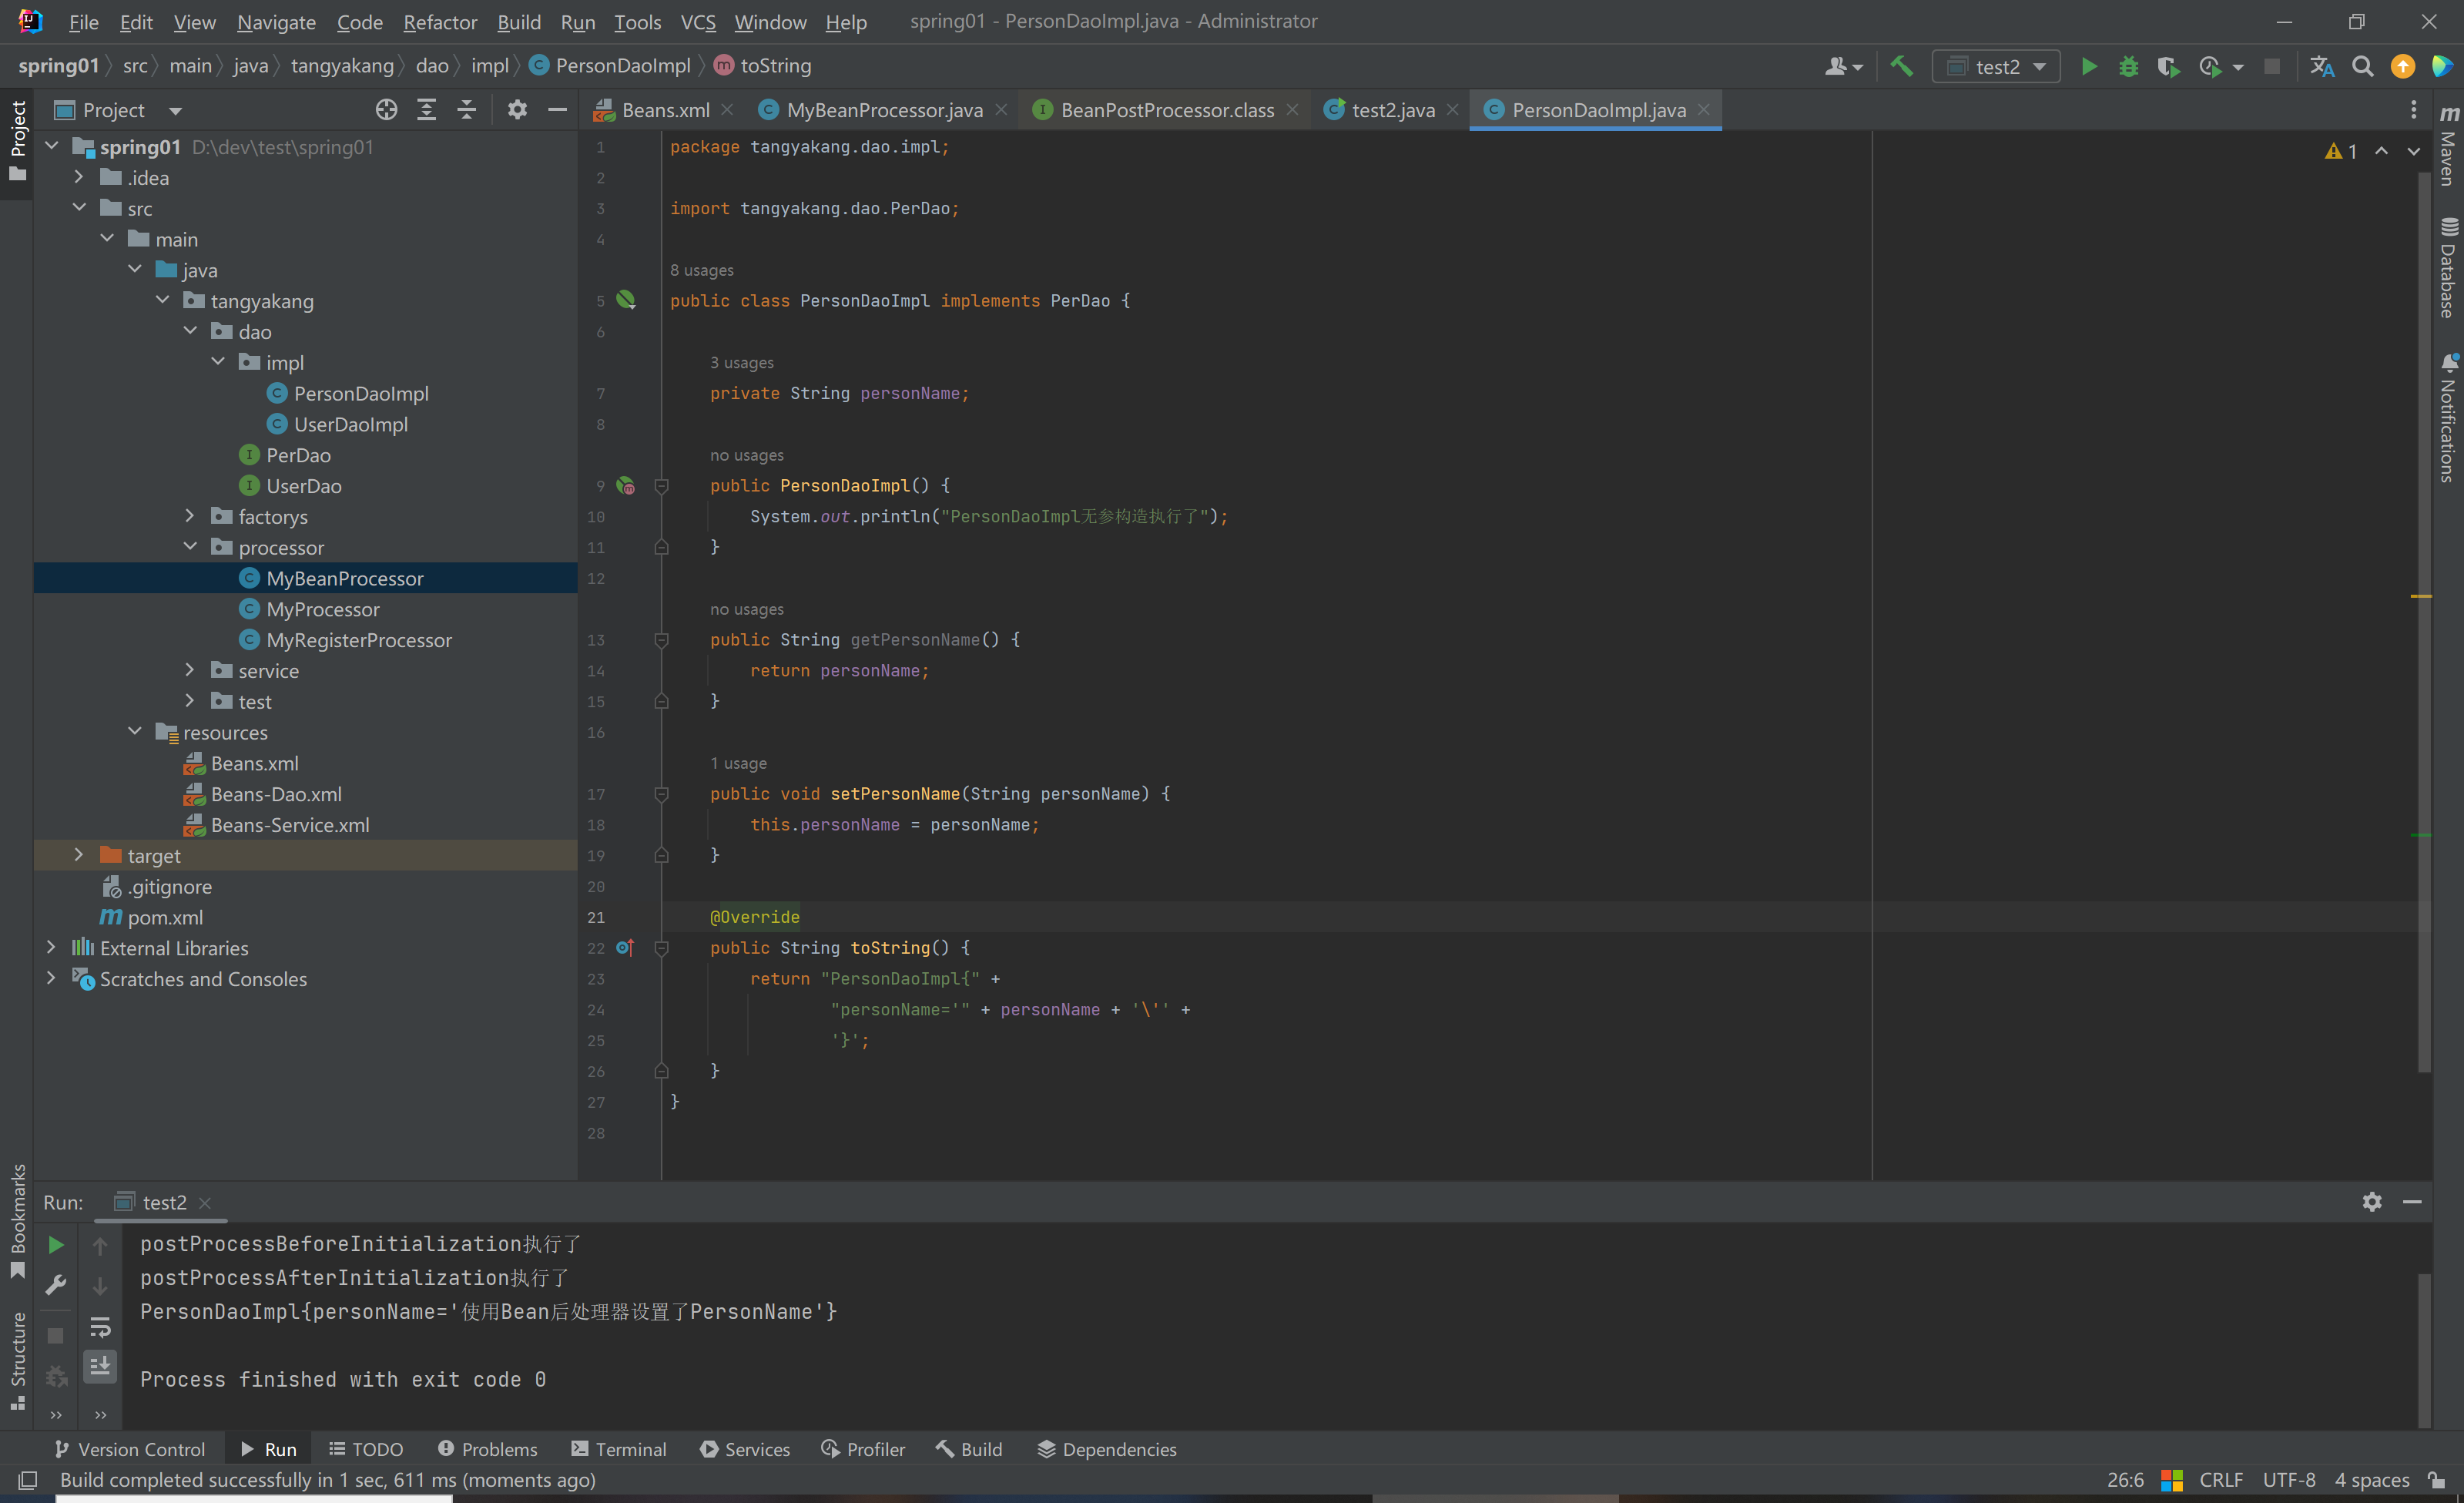 File Edit View Navigate Code Refactor Build Run Tools VCS Window Help spring01 - PersonDaoImpl.java - Administrator
spring01 src main java tangyakang dao impl PersonDaoImpl toString test2
Project
Beans.xml MyBeanProcessor.java BeanPostProcessor.class test2.java PersonDaoImpl.java
spring01 D:\dev\test\spring01
.idea
src
main
java
tangyakang
dao
impl
PersonDaoImpl
UserDaoImpl
PerDao
UserDao
factorys
processor
MyBeanProcessor
MyProcessor
MyRegisterProcessor
service
test
resources
Beans.xml
Beans-Dao.xml
Beans-Service.xml
target
.gitignore
pom.xml
External Libraries
Scratches and Consoles
Project
Bookmarks
Structure
1 package tangyakang.dao.impl;
2
3 import tangyakang.dao.PerDao;
4
8 usages
5 public class PersonDaoImpl implements PerDao {
6
3 usages
7 private String personName;
8
no usages
9 public PersonDaoImpl() {
10 System.out.println("PersonDaoImpl无参构造执行了");
11 }
12
no usages
13 public String getPersonName() {
14 return personName;
15 }
16
1 usage
17 public void setPersonName(String personName) {
18 this.personName = personName;
19 }
20
21 @Override
22 public String toString() {
23 return "PersonDaoImpl{" +
24 "personName='" + personName + '\'' +
25 '}';
26 }
27 }
28
1
Maven
Database
Notifications
Run: test2
postProcessBeforeInitialization执行了
postProcessAfterInitialization执行了
PersonDaoImpl{personName='使用Bean后处理器设置了PersonName'}
Process finished with exit code 0
Version Control Run TODO Problems Terminal Services Profiler Build Dependencies
Build completed successfully in 1 sec, 611 ms (moments ago) 26:6 CRLF UTF-8 4 spaces